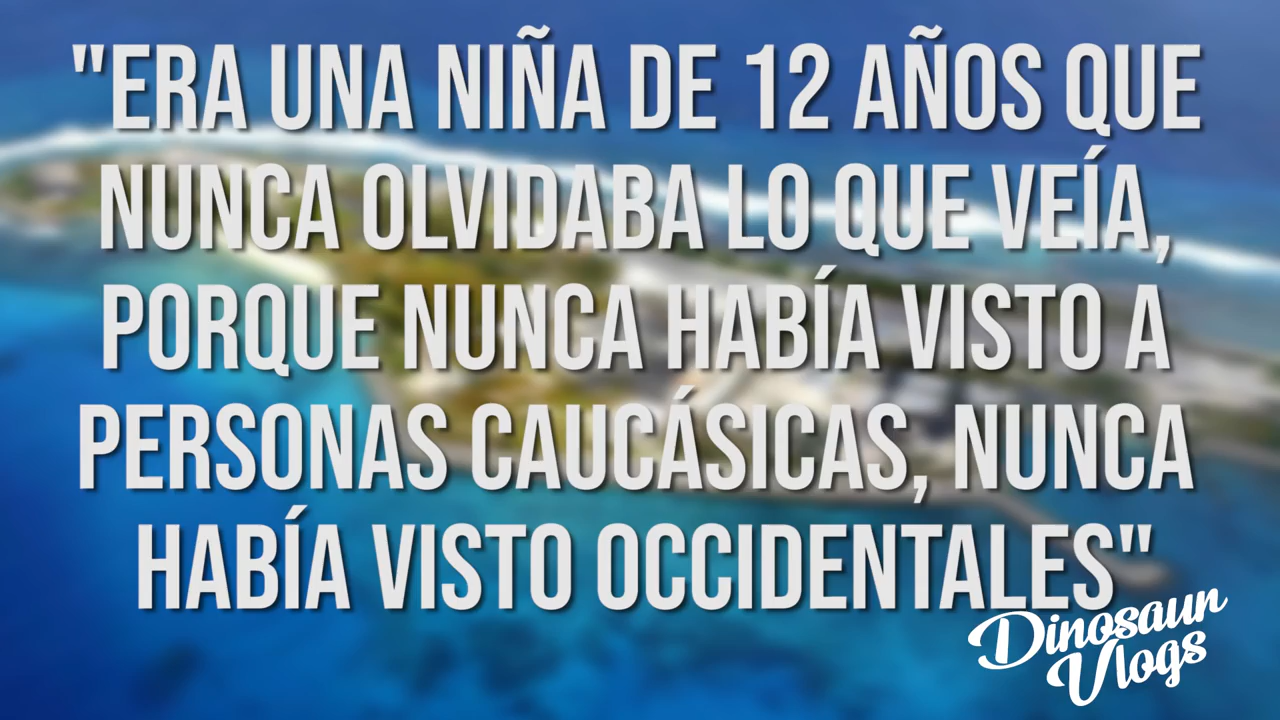 "ERA UNA NIÑA DE 12 AÑOS QUE
NUNCA OLVIDABA LO QUE VEÍA,
PORQUE NUNCA HABÍA VISTO A
PERSONAS CAUCÁSICAS, NUNCA
HABÍA VISTO OCCIDENTALES"
Dinosaun
Vlogs